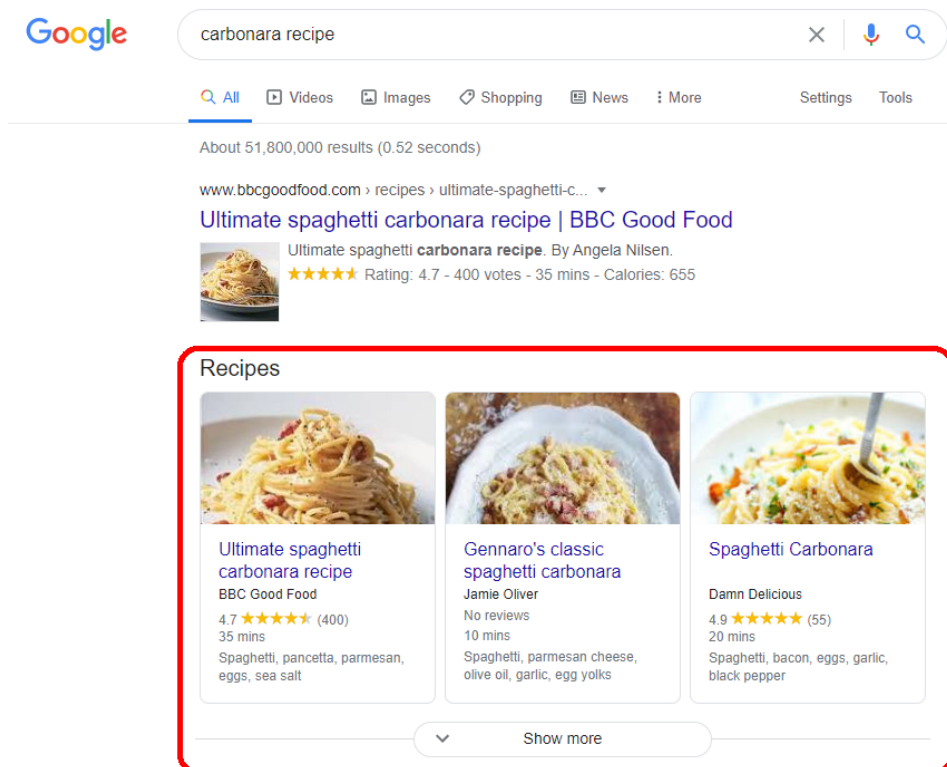 Google
carbonara recipe
All Videos Images Shopping News More Settings Tools
About 51,800,000 results (0.52 seconds)
www.bbcgoodfood.com › recipes › ultimate-spaghetti-c...
Ultimate spaghetti carbonara recipe | BBC Good Food
Ultimate spaghetti carbonara recipe. By Angela Nilsen.
Rating: 4.7 - 400 votes - 35 mins - Calories: 655
Recipes
Ultimate spaghetti
carbonara recipe
BBC Good Food
4.7 (400)
35 mins
Spaghetti, pancetta, parmesan,
eggs, sea salt
Gennaro's classic
spaghetti carbonara
Jamie Oliver
No reviews
10 mins
Spaghetti, parmesan cheese,
olive oil, garlic, egg yolks
Spaghetti Carbonara
Damn Delicious
4.9 (55)
20 mins
Spaghetti, bacon, eggs, garlic,
black pepper
Show more